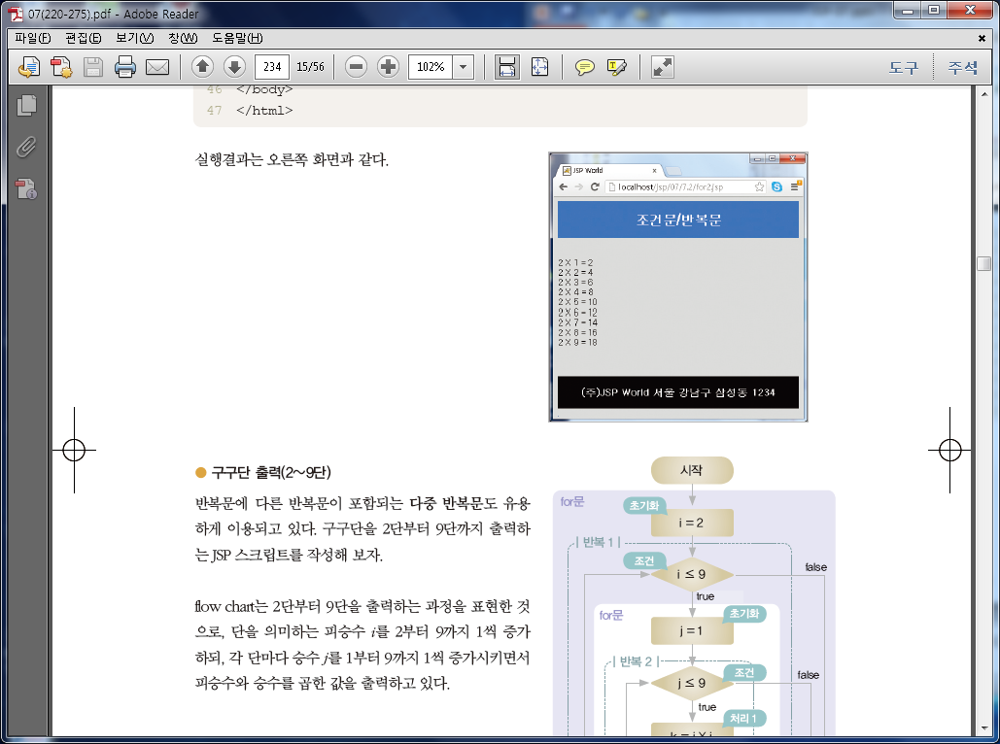 07(220-275).pdf - Adobe Reader
파일(F) 편집(E) 보기(V) 창(W) 도움말(H)
234 15/56 102% 도구 주석
46 </body>
47 </html>
실행결과는 오른쪽 화면과 같다.
JSP World
localhost/jsp/07/7.2/for2.jsp
조건문/반복문
2 X 1 = 2
2 X 2 = 4
2 X 3 = 6
2 X 4 = 8
2 X 5 = 10
2 X 6 = 12
2 X 7 = 14
2 X 8 = 16
2 X 9 = 18
(주)JSP World 서울 강남구 삼성동 1234
● 구구단 출력(2~9단)
반복문에 다른 반복문이 포함되는 다중 반복문도 유용
하게 이용되고 있다. 구구단을 2단부터 9단까지 출력하
는 JSP 스크립트를 작성해 보자.
flow chart는 2단부터 9단을 출력하는 과정을 표현한 것
으로, 단을 의미하는 피승수 i를 2부터 9까지 1씩 증가
하되, 각 단마다 승수 j를 1부터 9까지 1씩 증가시키면서
피승수와 승수를 곱한 값을 출력하고 있다.
시작
for문
초기화
i = 2
반복 1
조건
i ≤ 9
false
true
for문
초기화
j = 1
반복 2
조건
j ≤ 9
false
true
처리 1
k = i X j